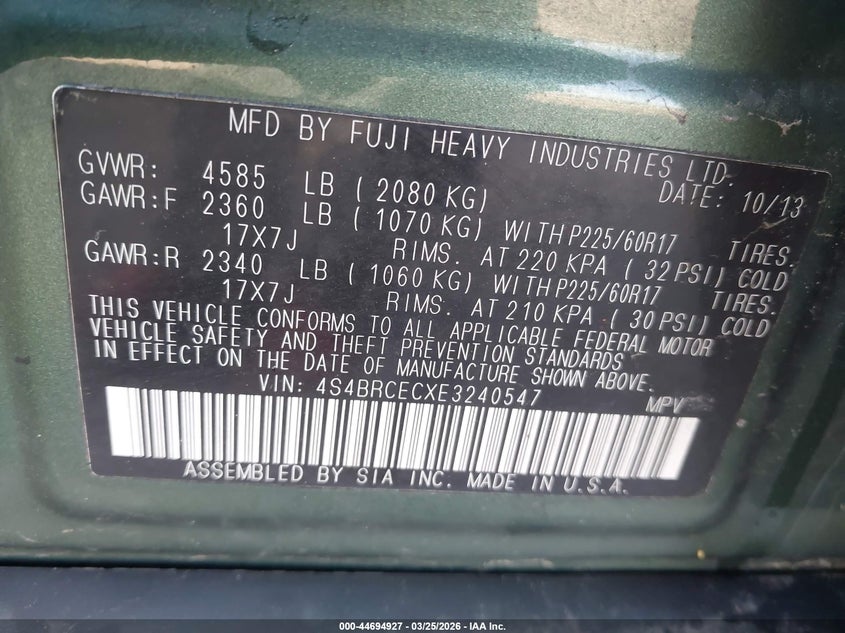 MFD BY FUJI HEAVY INDUSTRIES LTD.
DATE: 10/13
GVWR: 4585 LB ( 2080 KG)
GAWR:F 2360 LB ( 1070 KG) WITH P225/60R17 TIRES.
17X7J RIMS. AT 220 KPA ( 32 PSI) COLD
GAWR:R 2340 LB ( 1060 KG) WITH P225/60R17 TIRES.
17X7J RIMS. AT 210 KPA ( 30 PSI) COLD
THIS VEHICLE CONFORMS TO ALL APPLICABLE FEDERAL MOTOR
VEHICLE SAFETY AND THEFT PREVENTION STANDARDS
IN EFFECT ON THE DATE OF MANUFACTURE SHOWN ABOVE.
VIN: 4S4BRCECXE3240547 MPV
ASSEMBLED BY SIA INC. MADE IN U.S.A.
000-44694927 - 03/25/2026 - IAA Inc.